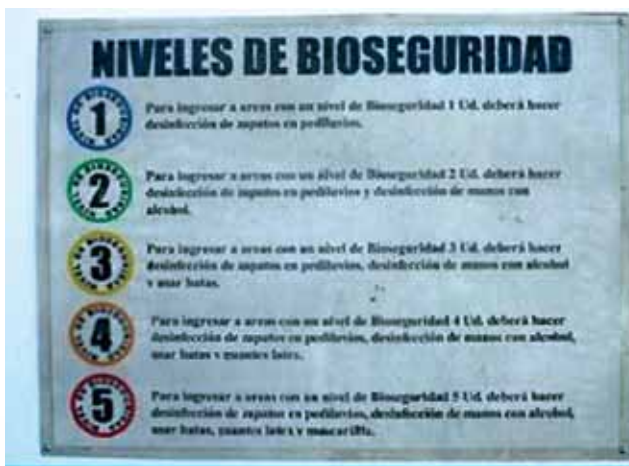 NIVELES DE BIOSEGURIDAD
1
Para ingresar a areas con un nivel de Bioseguridad 1 Ud. deberá hacer
desinfección de zapatos en pediluvios.
2
Para ingresar a areas con un nivel de Bioseguridad 2 Ud. deberá hacer
desinfección de zapatos en pediluvios y desinfección de manos con
alcohol.
3
Para ingresar a areas con un nivel de Bioseguridad 3 Ud. deberá hacer
desinfección de zapatos en pediluvios, desinfección de manos con alcohol
y usar batas.
4
Para ingresar a areas con un nivel de Bioseguridad 4 Ud. deberá hacer
desinfección de zapatos en pediluvios, desinfección de manos con alcohol,
usar batas y guantes latex.
5
Para ingresar a areas con un nivel de Bioseguridad 5 Ud. deberá hacer
desinfección de zapatos en pediluvios, desinfección de manos con alcohol,
usar batas, guantes latex y mascarilla.